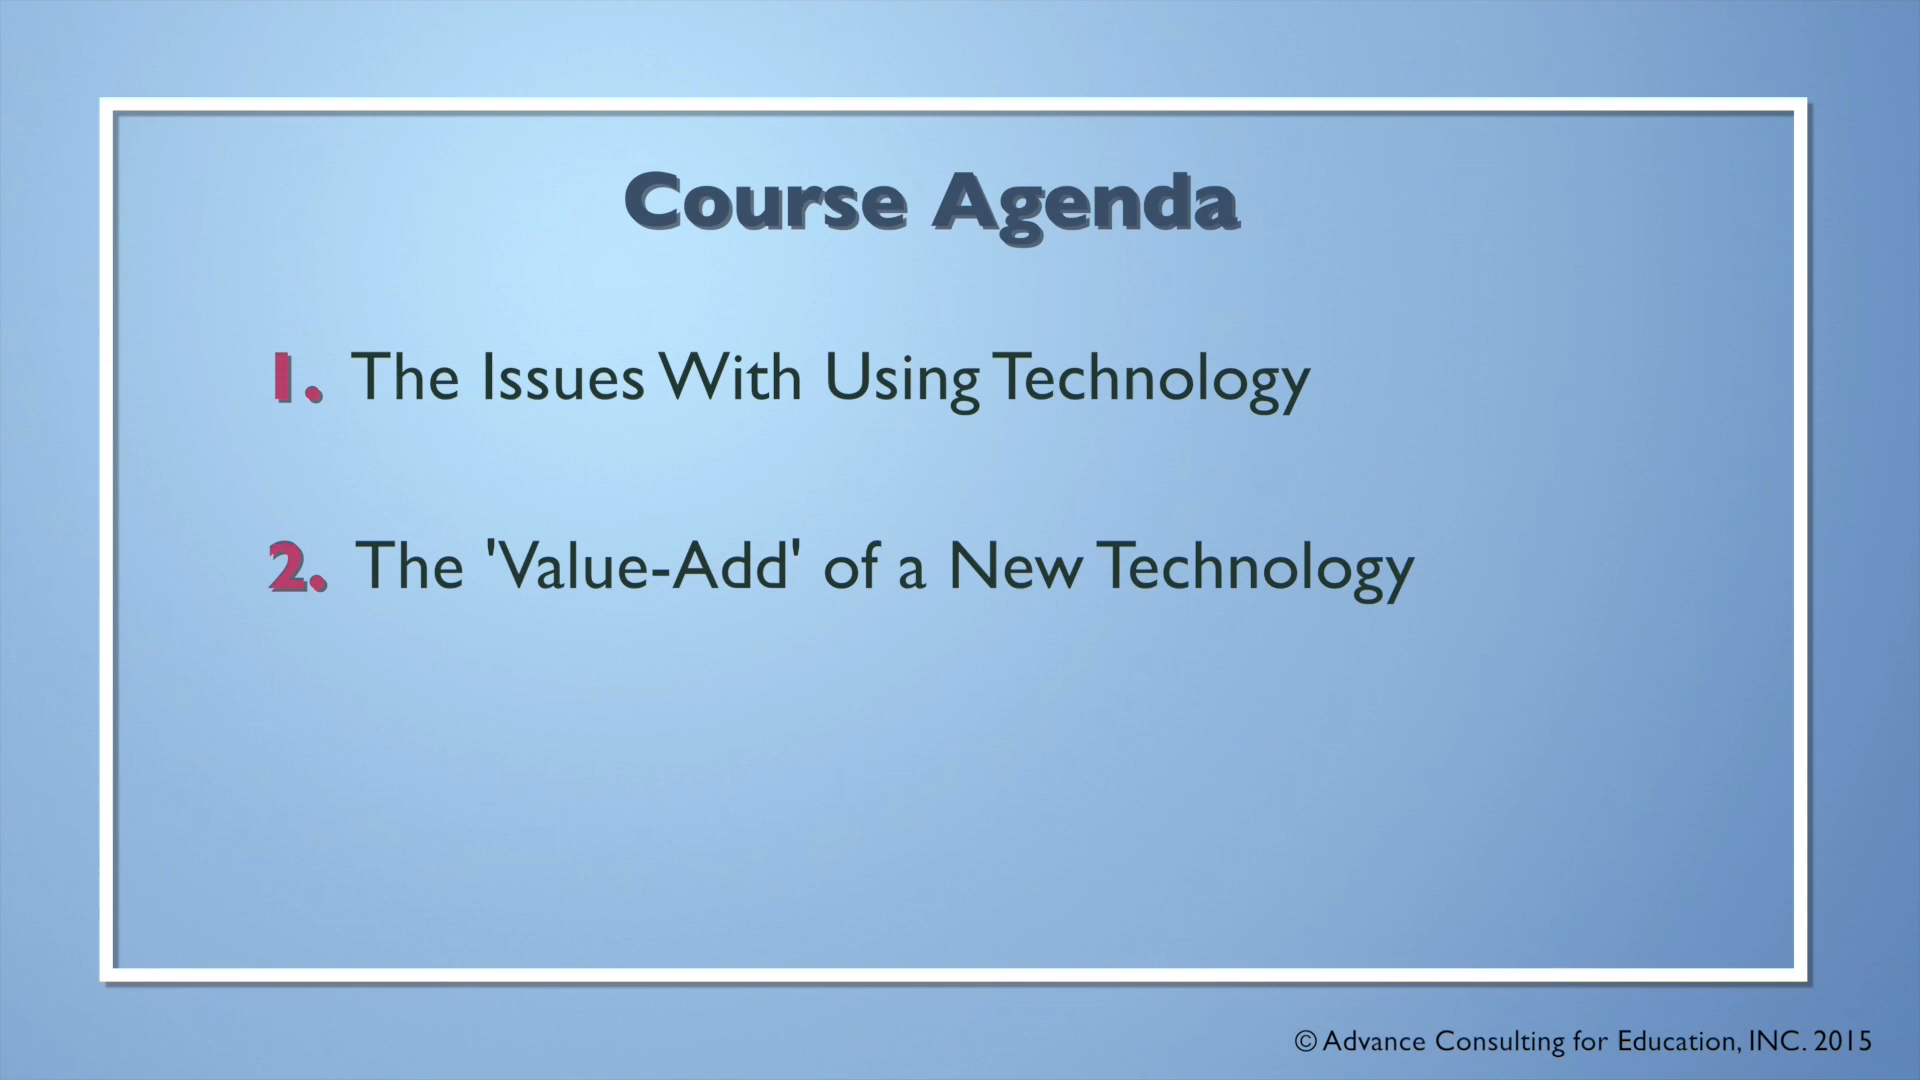 Course Agenda
1. The Issues With Using Technology
2. The 'Value-Add' of a New Technology
© Advance Consulting for Education, INC. 2015